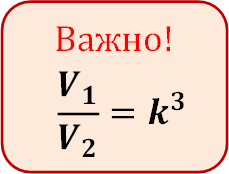 Важно!
V₁/V₂ = k³